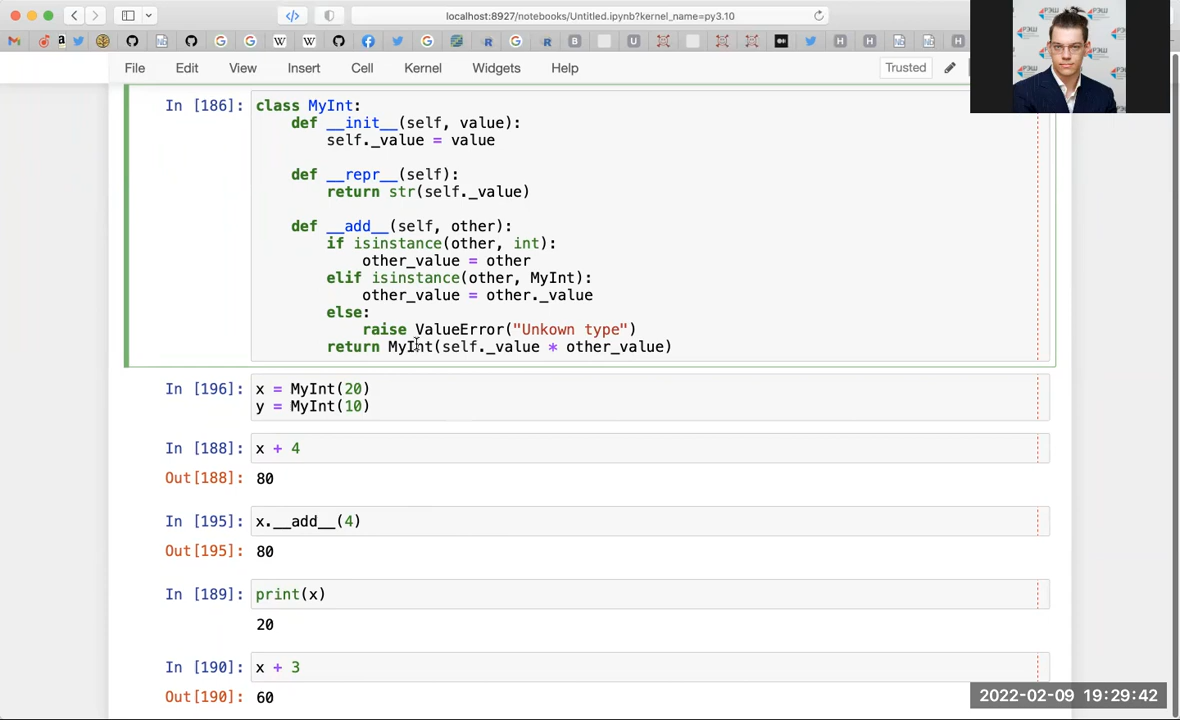 localhost:8927/notebooks/Untitled.ipynb?kernel_name=py3.10
File Edit View Insert Cell Kernel Widgets Help Trusted
In [186]: class MyInt:
def __init__(self, value):
self._value = value
def __repr__(self):
return str(self._value)
def __add__(self, other):
if isinstance(other, int):
other_value = other
elif isinstance(other, MyInt):
other_value = other._value
else:
raise ValueError("Unkown type")
return MyInt(self._value * other_value)
In [196]: x = MyInt(20)
y = MyInt(10)
In [188]: x + 4
Out[188]: 80
In [195]: x.__add__(4)
Out[195]: 80
In [189]: print(x)
20
In [190]: x + 3
Out[190]: 60
РЭШ
2022-02-09 19:29:42